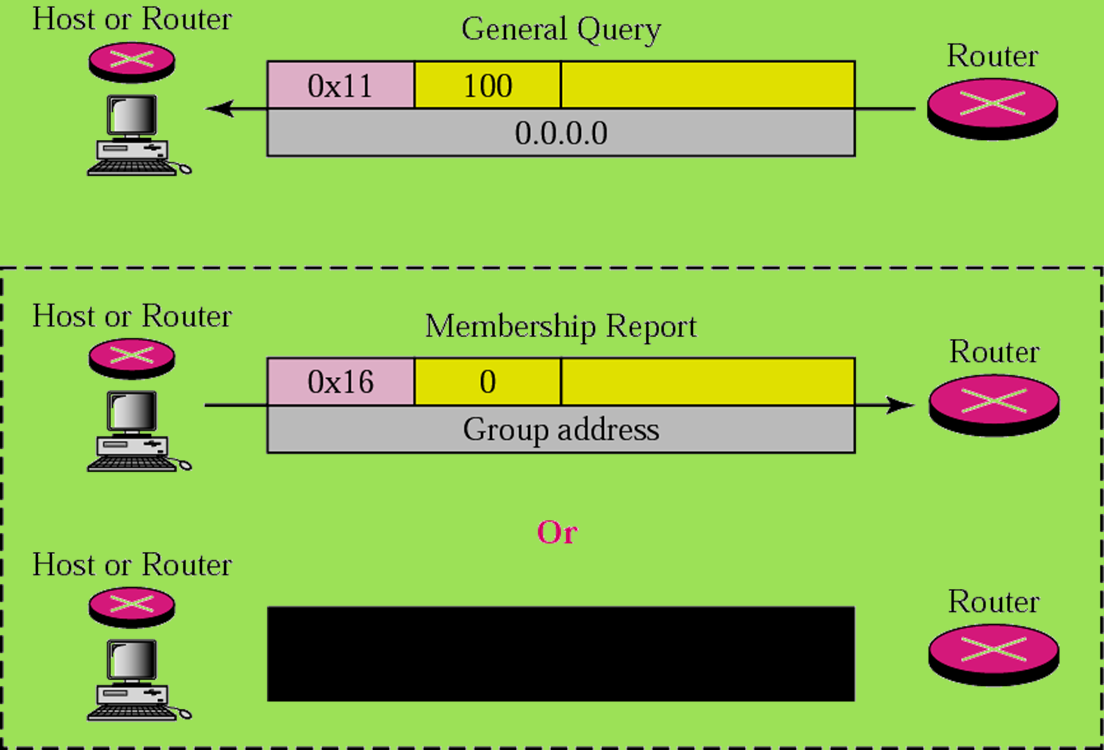 Host or Router
General Query
Router
0x11 100
0.0.0.0
Host or Router
Membership Report
Router
0x16 0
Group address
Or
Host or Router
Router